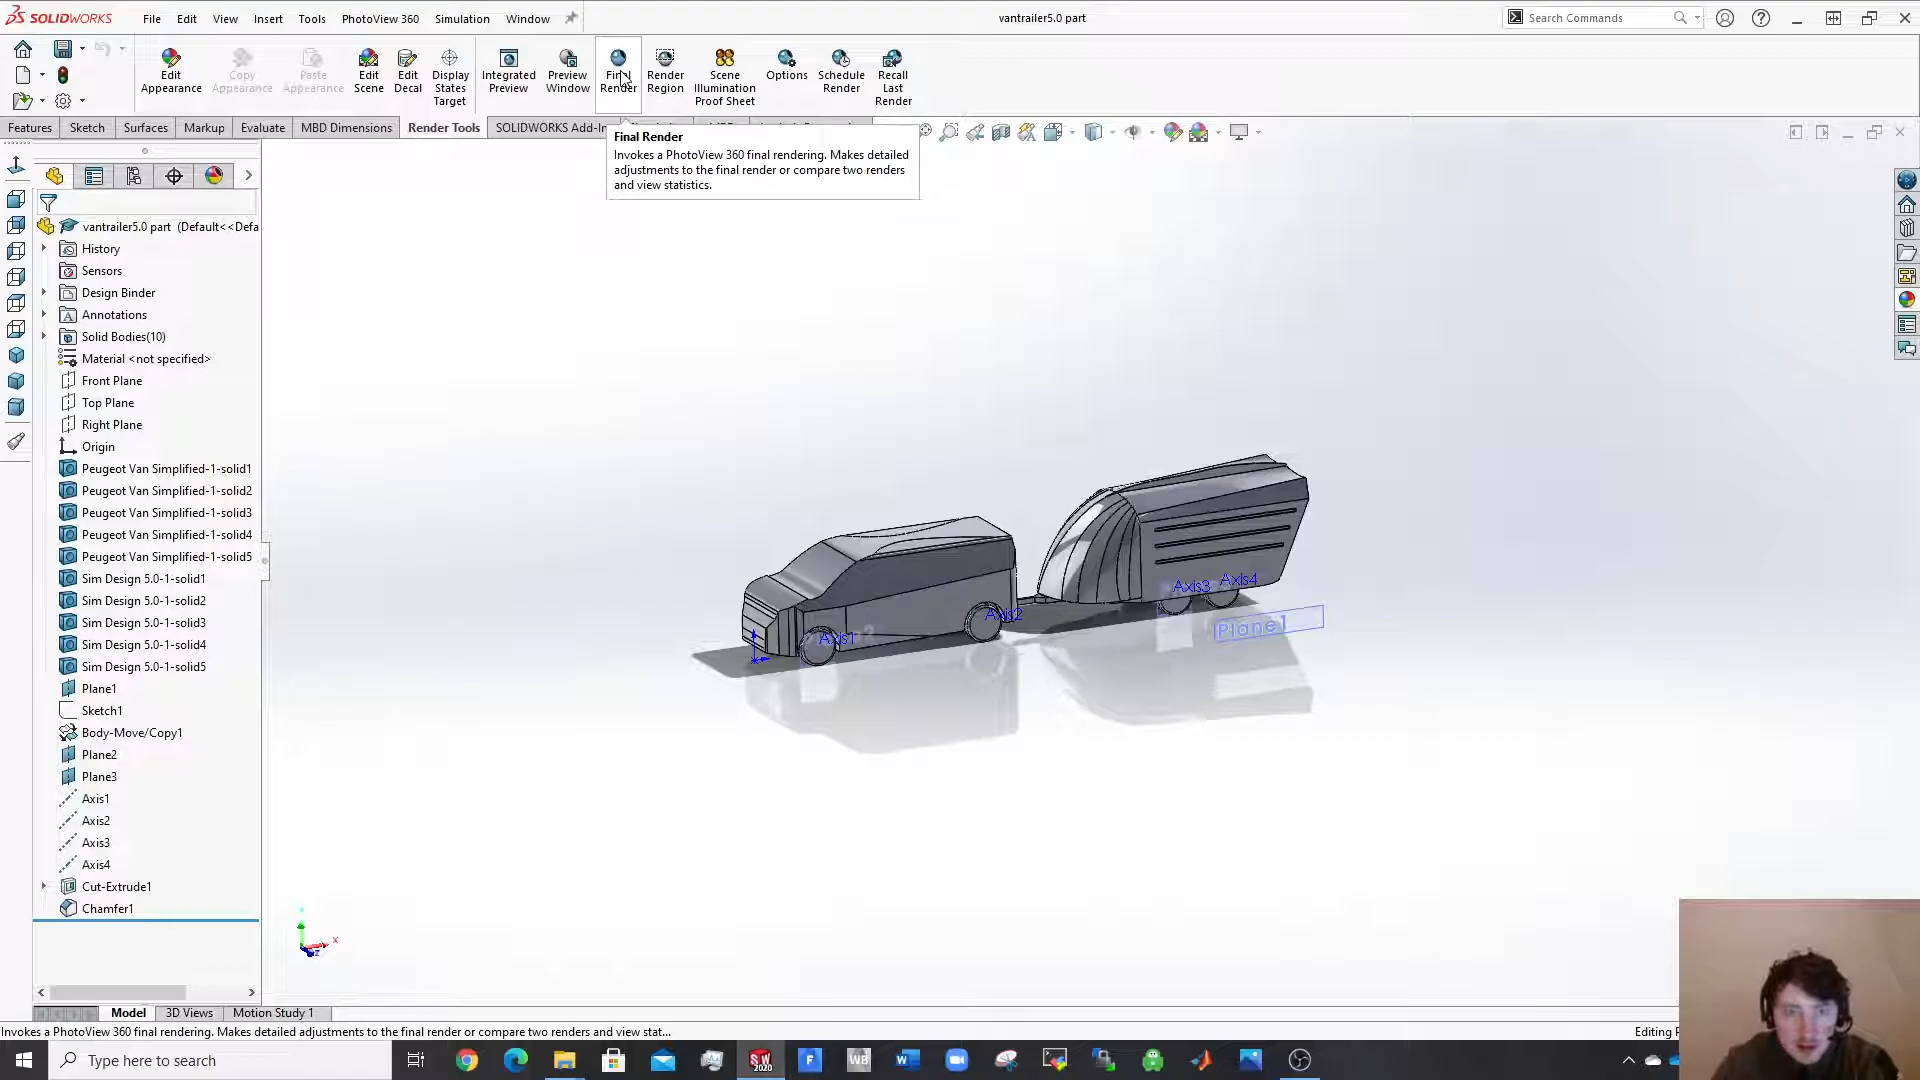 SOLIDWORKS
File Edit View Insert Tools PhotoView 360 Simulation Window
vantrailer5.0 part
Search Commands
Edit Appearance
Copy Appearance
Paste Appearance
Edit Scene
Edit Decal
Display States Target
Integrated Preview
Preview Window
Final Render
Render Region
Scene Illumination Proof Sheet
Options
Schedule Render
Recall Last Render
Features Sketch Surfaces Markup Evaluate MBD Dimensions Render Tools SOLIDWORKS Add-In
Final Render
Invokes a PhotoView 360 final rendering. Makes detailed
adjustments to the final render or compare two renders
and view statistics.
vantrailer5.0 part (Default<<Defa
History
Sensors
Design Binder
Annotations
Solid Bodies(10)
Material <not specified>
Front Plane
Top Plane
Right Plane
Origin
Peugeot Van Simplified-1-solid1
Peugeot Van Simplified-1-solid2
Peugeot Van Simplified-1-solid3
Peugeot Van Simplified-1-solid4
Peugeot Van Simplified-1-solid5
Sim Design 5.0-1-solid1
Sim Design 5.0-1-solid2
Sim Design 5.0-1-solid3
Sim Design 5.0-1-solid4
Sim Design 5.0-1-solid5
Plane1
Sketch1
Body-Move/Copy1
Plane2
Plane3
Axis1
Axis2
Axis3
Axis4
Cut-Extrude1
Chamfer1
Axis3 Axis4
Axis2
Plane1
Axis1
x
z
Model 3D Views Motion Study 1
Invokes a PhotoView 360 final rendering. Makes detailed adjustments to the final render or compare two renders and view stat...
Editing
Type here to search
SW 2020
F
WB
W